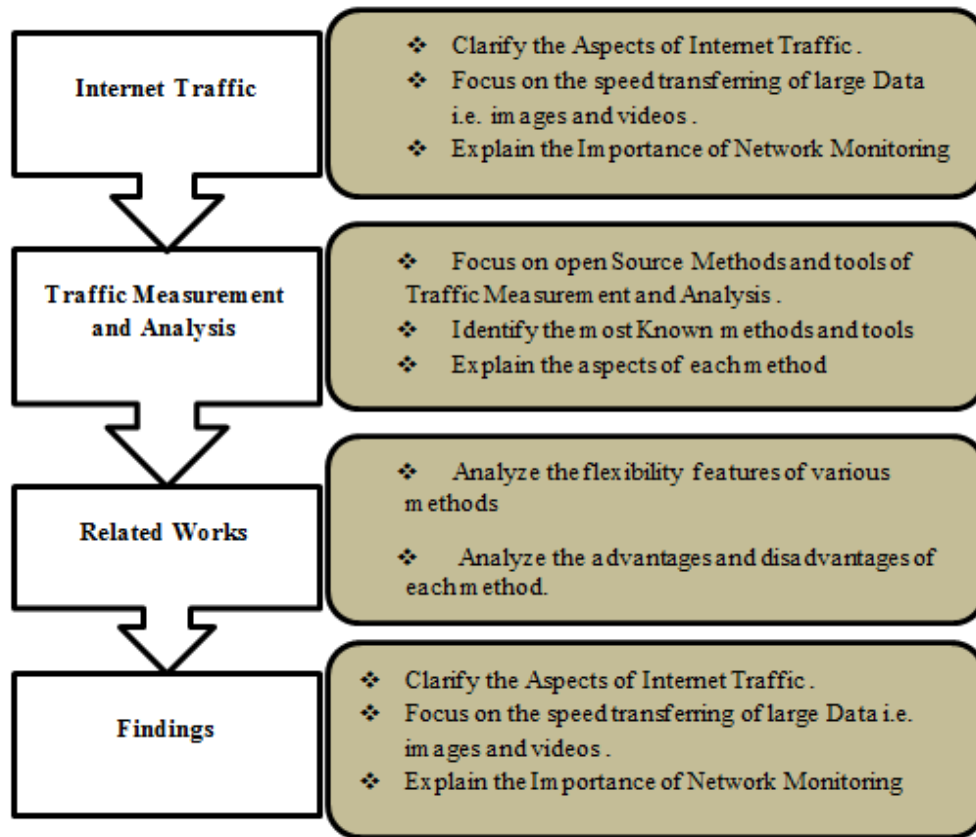 Internet Traffic
❖ Clarify the Aspects of Internet Traffic .
❖ Focus on the speed transferring of large Data
i.e. images and videos .
❖ Explain the Importance of Network Monitoring
Traffic Measurement
and Analysis
❖ Focus on open Source Methods and tools of
Traffic Measurement and Analysis .
❖ Identify the most Known methods and tools
❖ Explain the aspects of each method
Related Works
❖ Analyze the flexibility features of various
methods
❖ Analyze the advantages and disadvantages of
each method.
Findings
❖ Clarify the Aspects of Internet Traffic .
❖ Focus on the speed transferring of large Data i.e.
images and videos .
❖ Explain the Importance of Network Monitoring